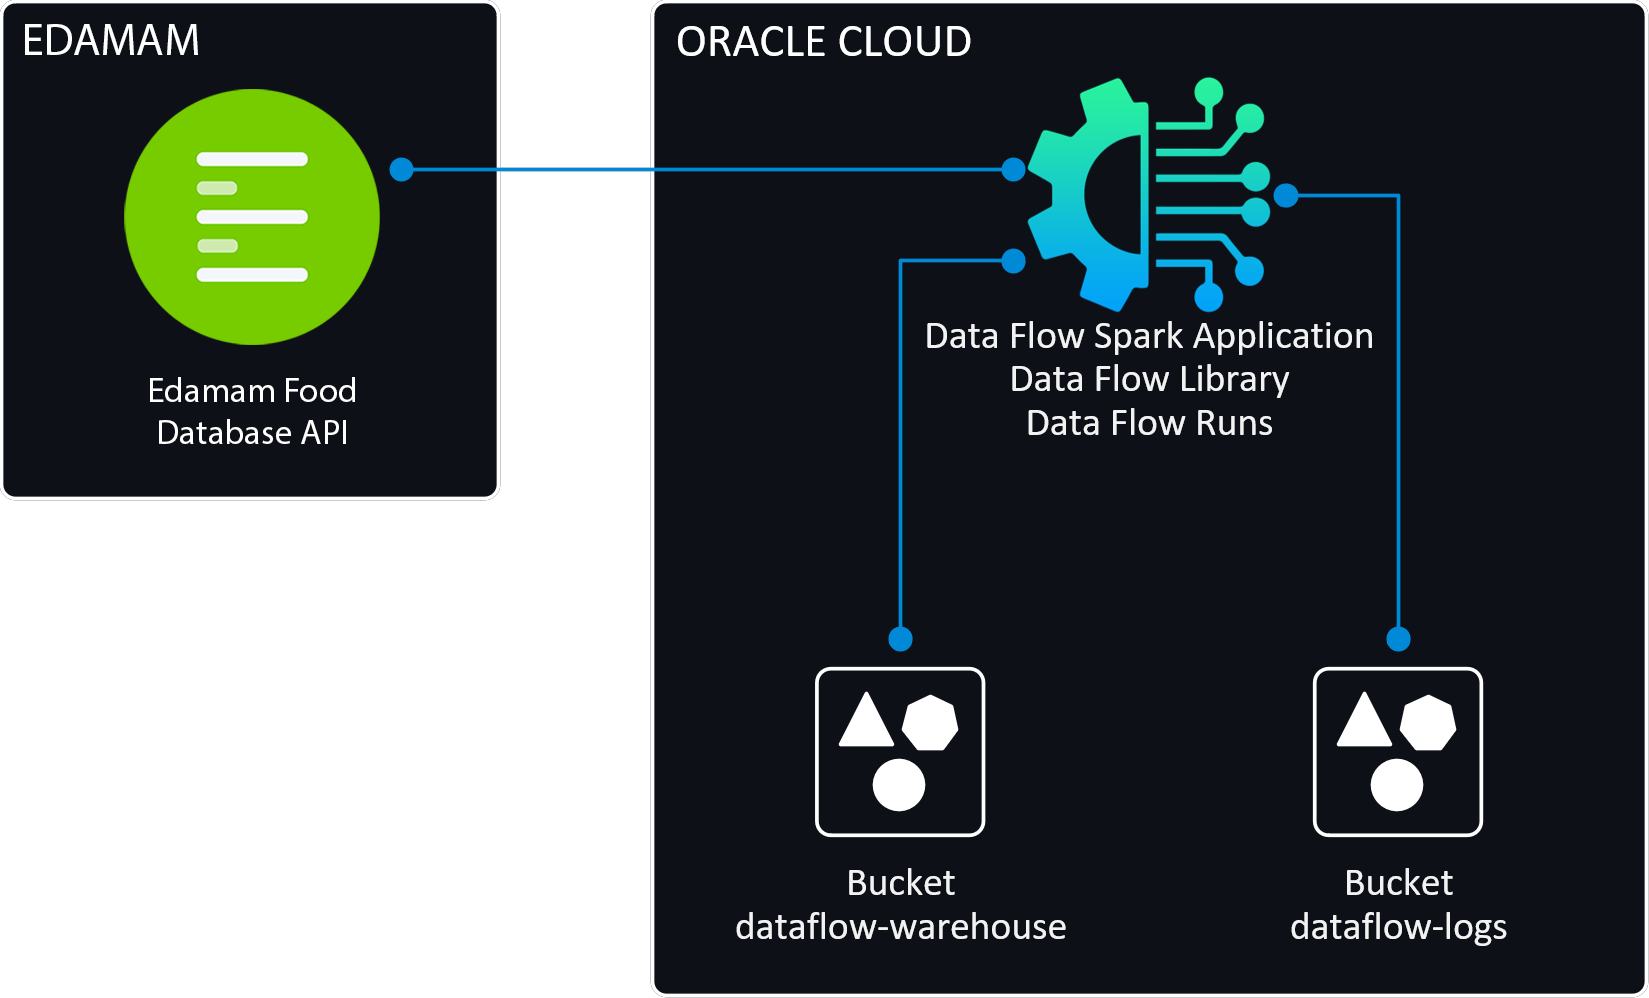 EDAMAM
Edamam Food
Database API
ORACLE CLOUD
Data Flow Spark Application
Data Flow Library
Data Flow Runs
Bucket
dataflow-warehouse
Bucket
dataflow-logs